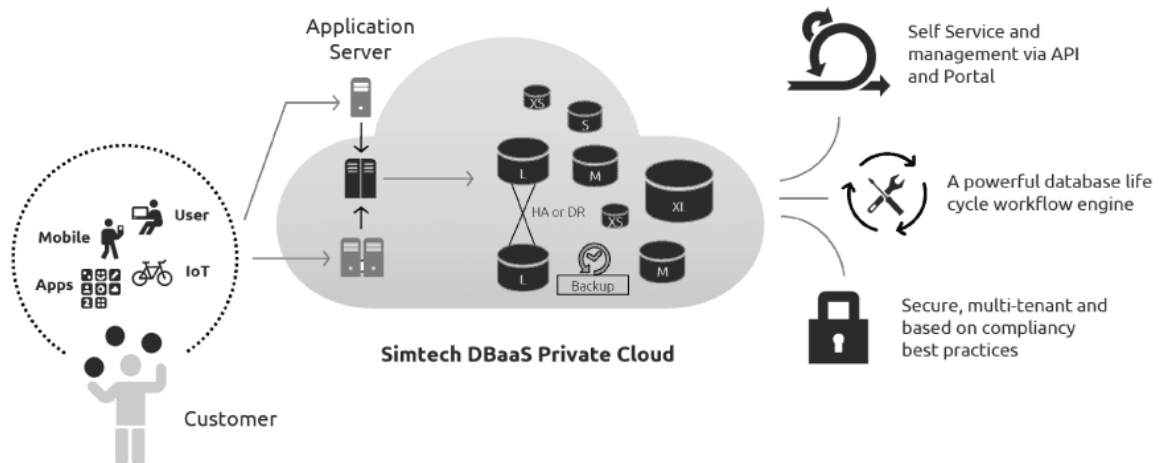 Application
Server
User
Mobile
IoT
Apps
Customer
XS
S
L
M
XL
HA or DR
XS
L
M
Backup
Simtech DBaaS Private Cloud
Self Service and
management via API
and Portal
A powerful database life
cycle workflow engine
Secure, multi-tenant and
based on compliancy
best practices